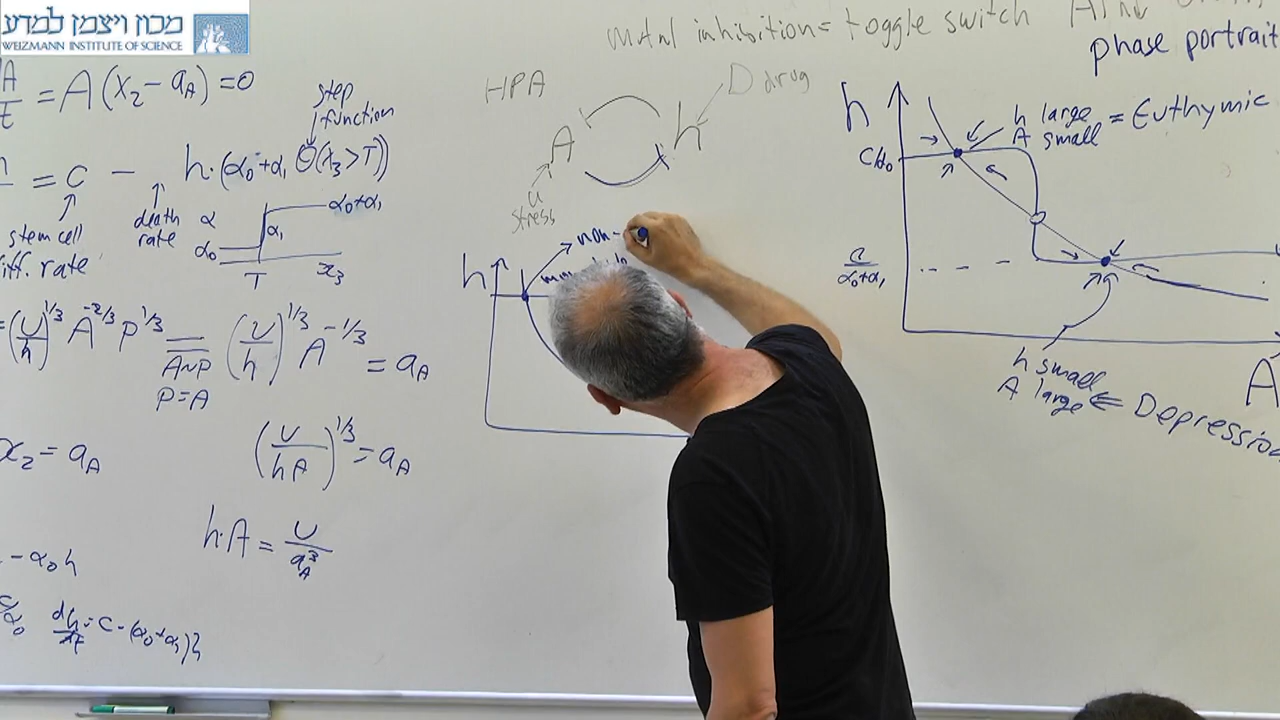 מכון ויצמן למדע
WEIZMANN INSTITUTE OF SCIENCE
mutual inhibition = toggle switch
phase portrait
= A(x₂ - a_A) = 0
step
function
= C - h·(α₀+α₁ Θ(x₃>T))
stem cell
diff. rate
death
rate
α
α₀
α₀+α₁
α₁
T
x₃
= (u/h)^1/3 A^-2/3 P^1/3 = (u/h)^1/3 A^-1/3 = a_A
A~P
P=A
x₂ = a_A
(u/hA)^1/3 = a_A
h·A = u/a_A^3
- α₀h
C/α₀
dh/dt = C - (α₀+α₁)h
HPA
D drug
A
h
u
stress
h
non-
h
C/α₀
C/α₀+α₁
h large
A small = Euthymic
h small
A large ⇐ Depression
A